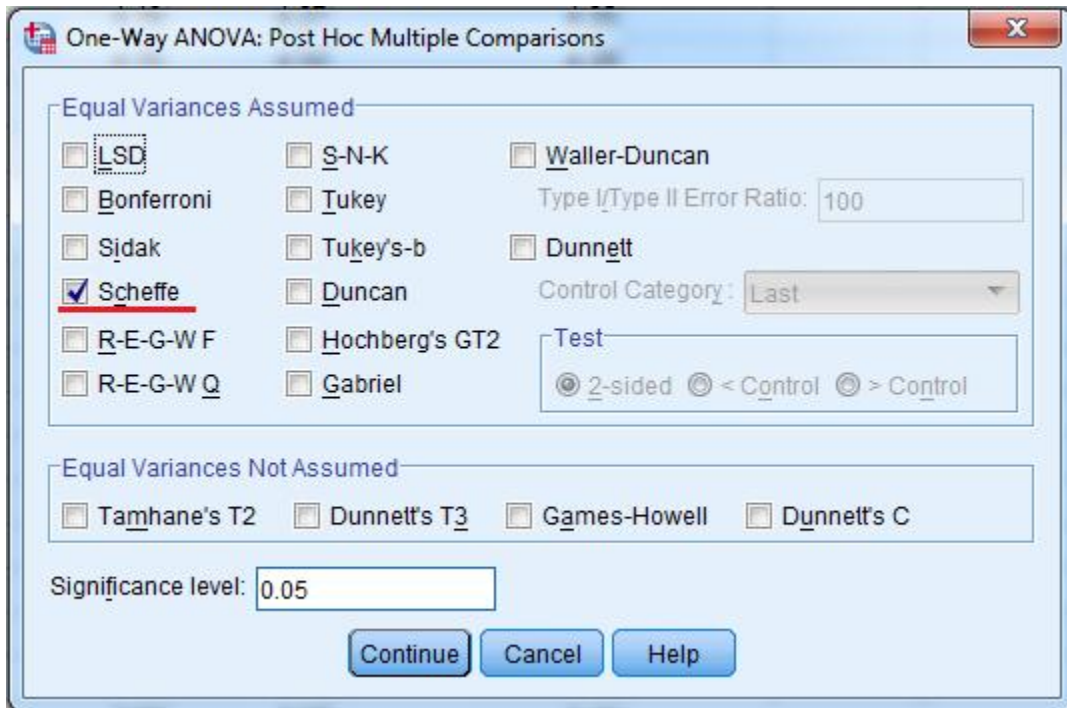 One-Way ANOVA: Post Hoc Multiple Comparisons
Equal Variances Assumed
LSD S-N-K Waller-Duncan
Bonferroni Tukey Type I/Type II Error Ratio: 100
Sidak Tukey's-b Dunnett
Scheffe Duncan Control Category: Last
R-E-G-W F Hochberg's GT2 Test
R-E-G-W Q Gabriel 2-sided < Control > Control
Equal Variances Not Assumed
Tamhane's T2 Dunnett's T3 Games-Howell Dunnett's C
Significance level: 0.05
Continue Cancel Help